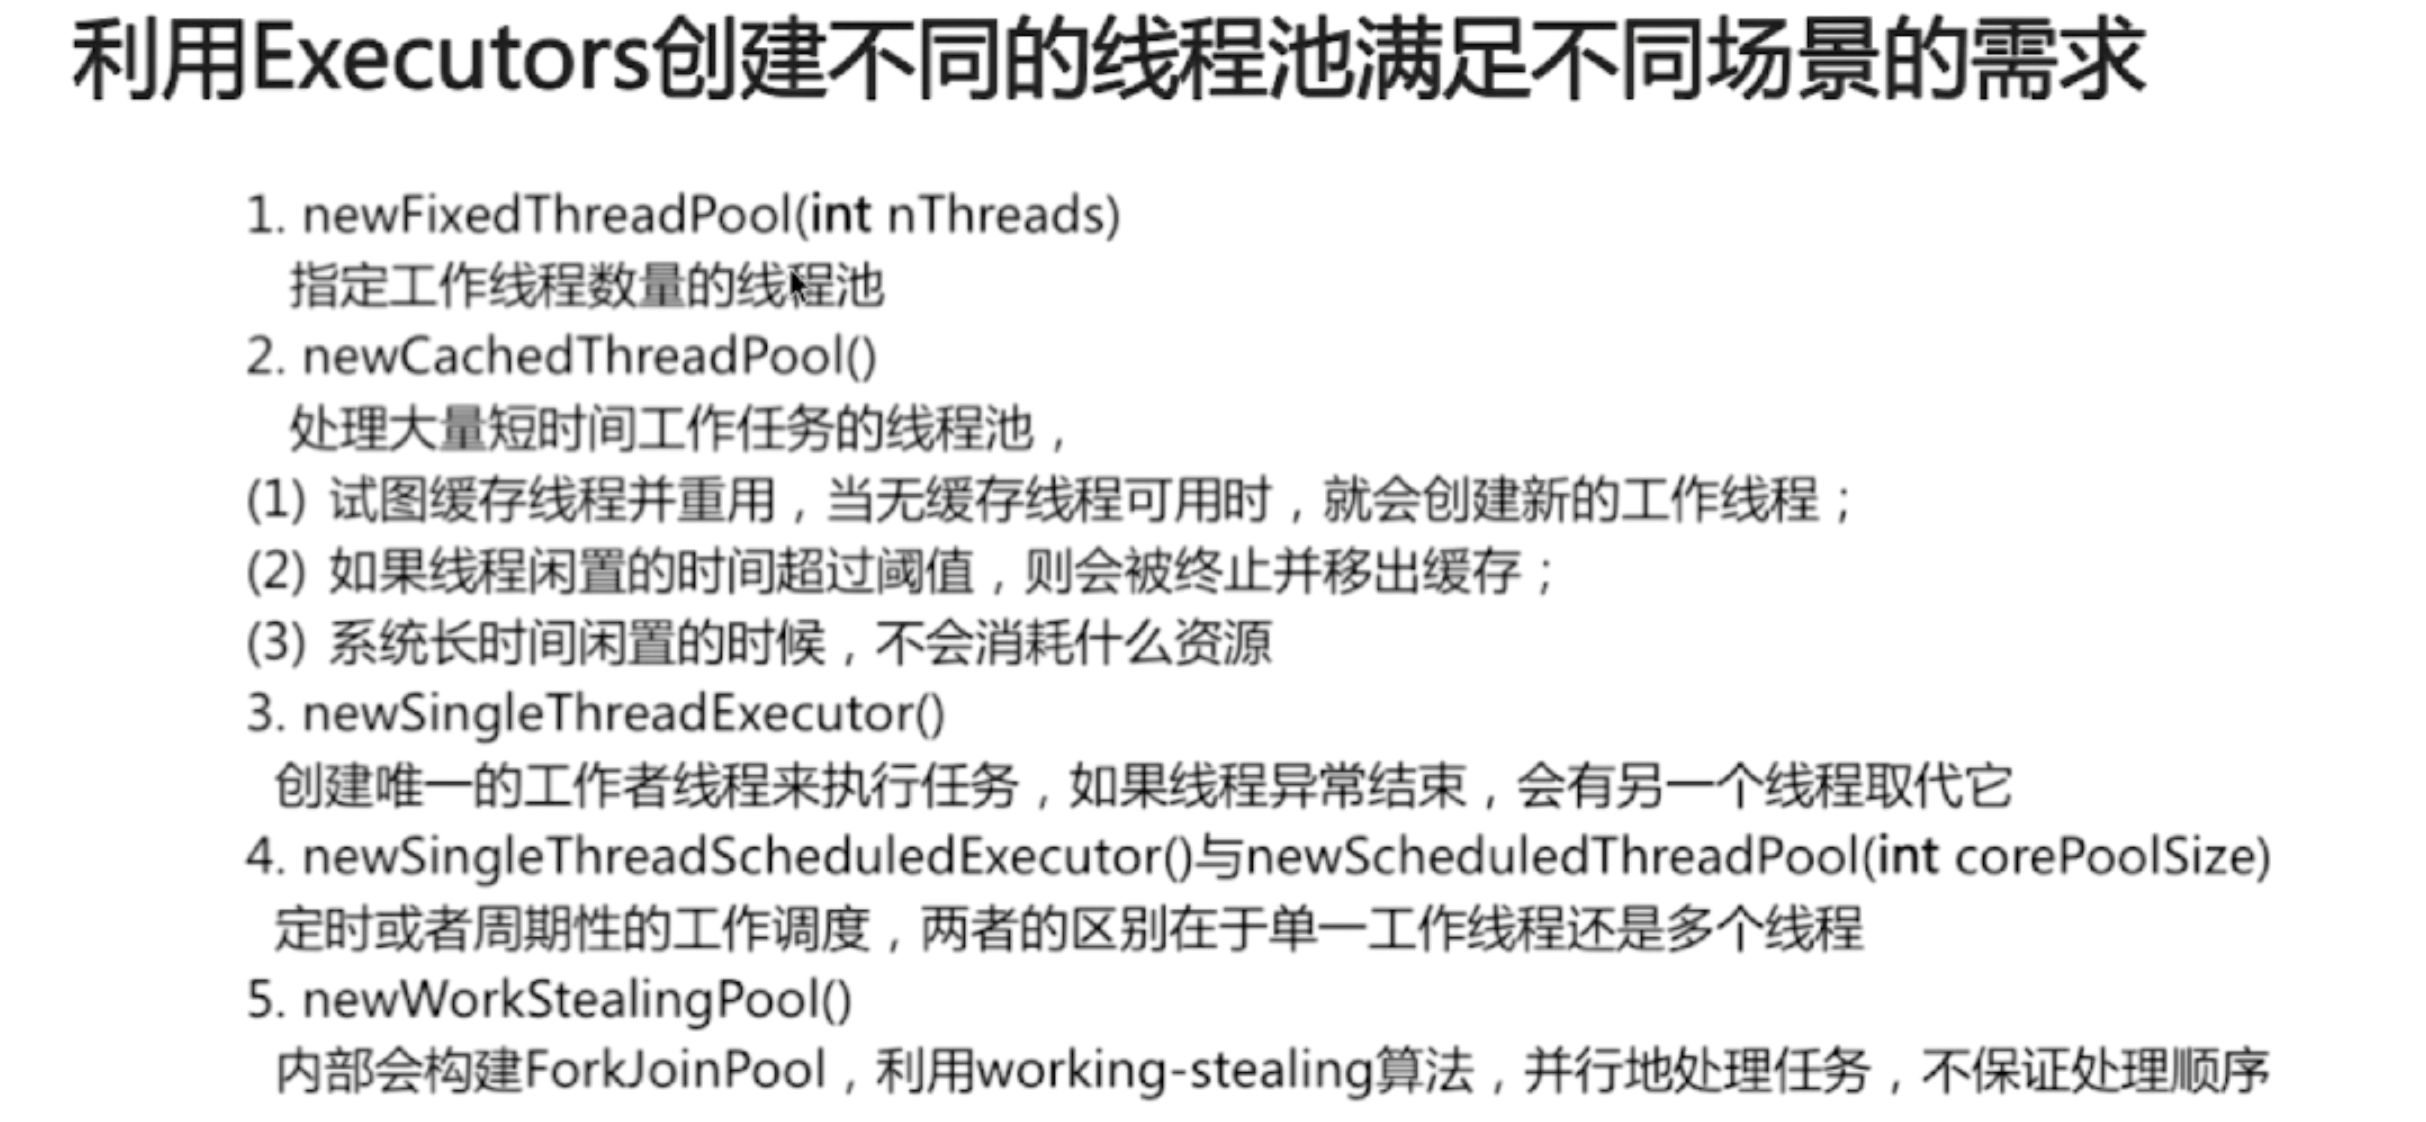 利用Executors创建不同的线程池满足不同场景的需求
1. newFixedThreadPool(int nThreads)
指定工作线程数量的线程池
2. newCachedThreadPool()
处理大量短时间工作任务的线程池，
(1) 试图缓存线程并重用，当无缓存线程可用时，就会创建新的工作线程；
(2) 如果线程闲置的时间超过阈值，则会被终止并移出缓存；
(3) 系统长时间闲置的时候，不会消耗什么资源
3. newSingleThreadExecutor()
创建唯一的工作者线程来执行任务，如果线程异常结束，会有另一个线程取代它
4. newSingleThreadScheduledExecutor()与newScheduledThreadPool(int corePoolSize)
定时或者周期性的工作调度，两者的区别在于单一工作线程还是多个线程
5. newWorkStealingPool()
内部会构建ForkJoinPool，利用working-stealing算法，并行地处理任务，不保证处理顺序